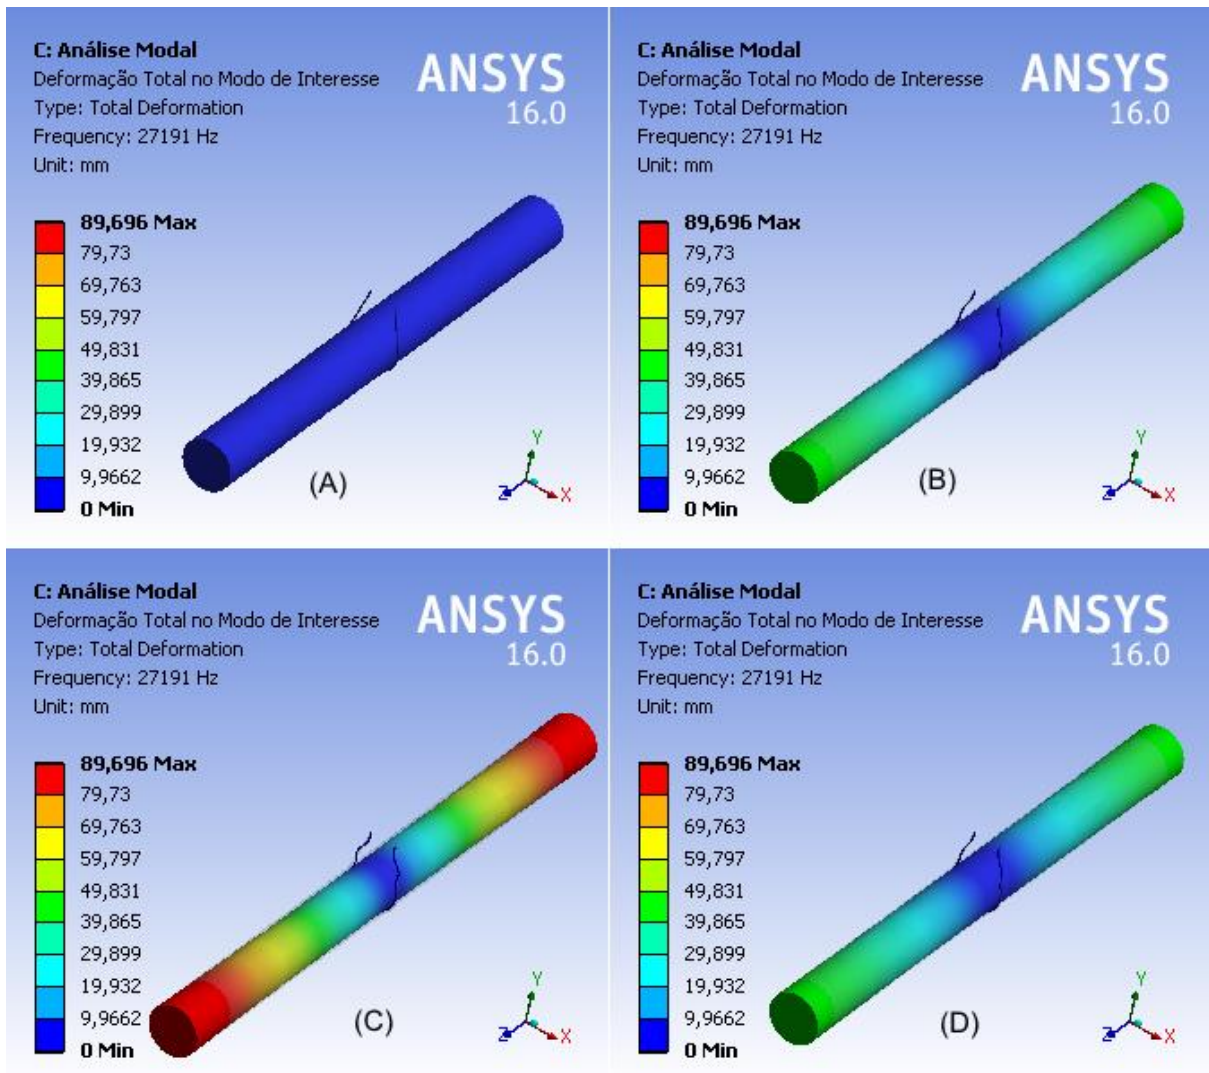 C: Análise Modal
Deformação Total no Modo de Interesse
Type: Total Deformation
Frequency: 27191 Hz
Unit: mm
ANSYS
16.0
89,696 Max
79,73
69,763
59,797
49,831
39,865
29,899
19,932
9,9662
0 Min
(A)
Y
Z
X
C: Análise Modal
Deformação Total no Modo de Interesse
Type: Total Deformation
Frequency: 27191 Hz
Unit: mm
ANSYS
16.0
89,696 Max
79,73
69,763
59,797
49,831
39,865
29,899
19,932
9,9662
0 Min
(B)
Y
Z
X
C: Análise Modal
Deformação Total no Modo de Interesse
Type: Total Deformation
Frequency: 27191 Hz
Unit: mm
ANSYS
16.0
89,696 Max
79,73
69,763
59,797
49,831
39,865
29,899
19,932
9,9662
0 Min
(C)
Y
Z
X
C: Análise Modal
Deformação Total no Modo de Interesse
Type: Total Deformation
Frequency: 27191 Hz
Unit: mm
ANSYS
16.0
89,696 Max
79,73
69,763
59,797
49,831
39,865
29,899
19,932
9,9662
0 Min
(D)
Y
Z
X